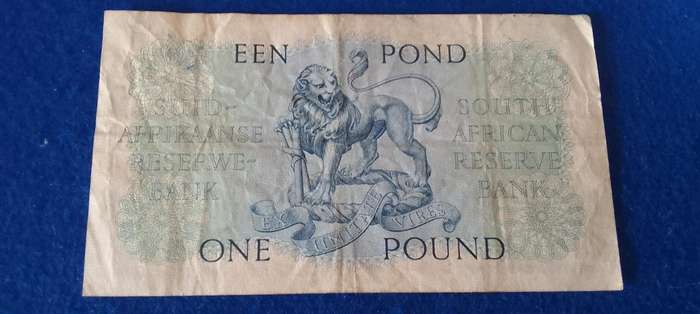 EEN POND
SUID-
AFRIKAANSE
RESERWE-
BANK
SOUTH
AFRICAN
RESERVE
BANK
EX UNITATE VIRES
ONE POUND